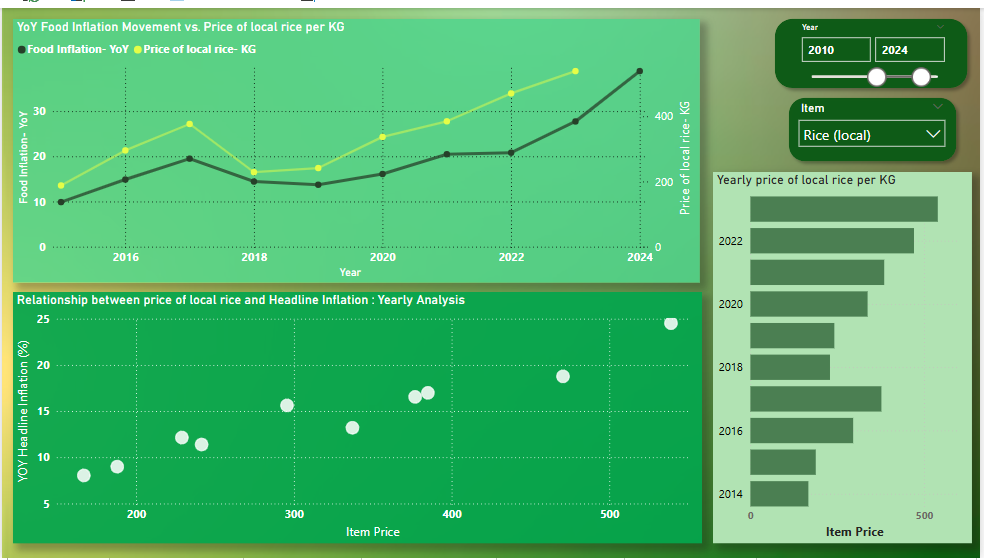 YoY Food Inflation Movement vs. Price of local rice per KG
Food Inflation- YoY Price of local rice- KG
Food Inflation- YoY
30
20
10
0
400
200
0
Price of local rice- KG
2016 2018 2020 2022 2024
Year
Year
2010 2024
Item
Rice (local)
Relationship between price of local rice and Headline Inflation : Yearly Analysis
YOY Headline Inflation (%)
25
20
15
10
5
200 300 400 500
Item Price
Yearly price of local rice per KG
2022
2020
2018
2016
2014
0 500
Item Price